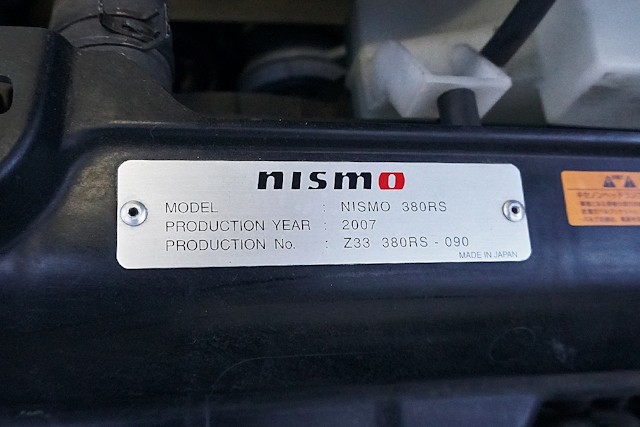 nismo
MODEL : NISMO 380RS
PRODUCTION YEAR : 2007
PRODUCTION No. : Z33 380RS - 090
MADE IN JAPAN